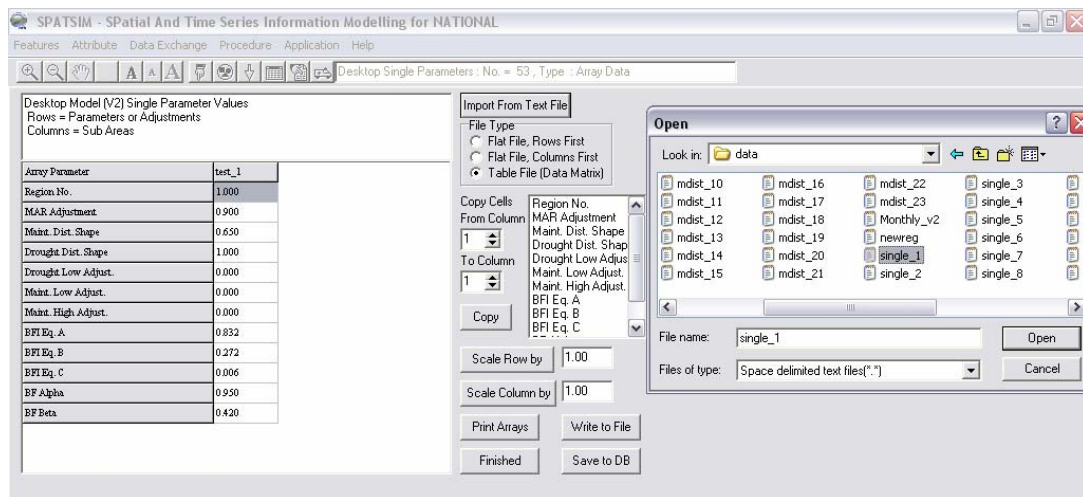 SPATSIM - SPatial And Time Series Information Modelling for NATIONAL
Features Attribute Data Exchange Procedure Application Help
A A A Desktop Single Parameters : No. = 53 , Type : Array Data
Desktop Model (V2) Single Parameter Values
Rows = Parameters or Adjustments
Columns = Sub Areas
Array Parameter test_1
Region No. 1.000
MAR Adjustment 0.900
Maint. Dist. Shape 0.650
Drought Dist. Shape 1.000
Drought Low Adjust. 0.000
Maint. Low Adjust. 0.000
Maint. High Adjust. 0.000
BFI Eq. A 0.832
BFI Eq. B 0.272
BFI Eq. C 0.006
BF Alpha 0.950
BF Beta 0.420
Import From Text File
File Type
Flat File, Rows First
Flat File, Columns First
Table File (Data Matrix)
Copy Cells
From Column
1
To Column
1
Copy
Region No.
MAR Adjustment
Maint. Dist. Shape
Drought Dist. Shap
Drought Low Adjus
Maint. Low Adjust.
Maint. High Adjust.
BFI Eq. A
BFI Eq. B
BFI Eq. C
Scale Row by 1.00
Scale Column by 1.00
Print Arrays Write to File
Finished Save to DB
Open
Look in: data
mdist_10 mdist_16 mdist_22 single_3
mdist_11 mdist_17 mdist_23 single_4
mdist_12 mdist_18 Monthly_v2 single_5
mdist_13 mdist_19 newreg single_6
mdist_14 mdist_20 single_1 single_7
mdist_15 mdist_21 single_2 single_8
File name: single_1 Open
Files of type: Space delimited text files(*.*) Cancel